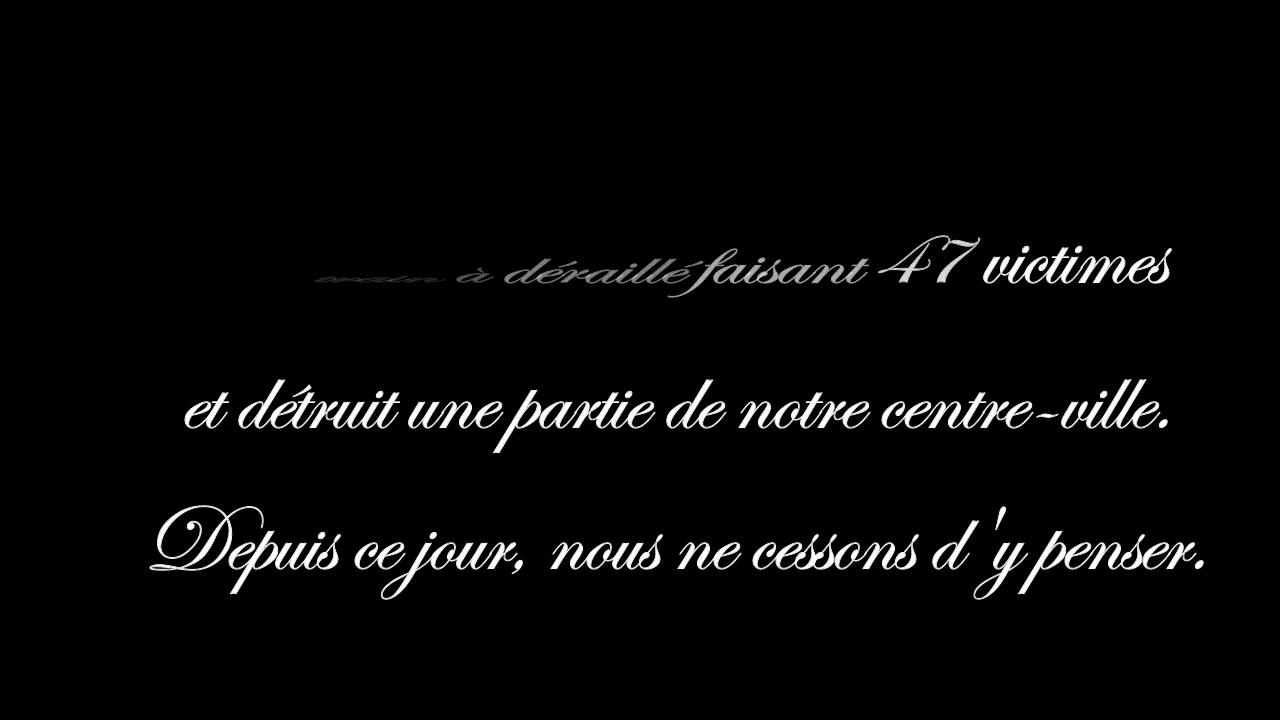 train à déraillé faisant 47 victimes
et détruit une partie de notre centre-ville.
Depuis ce jour, nous ne cessons d'y penser.